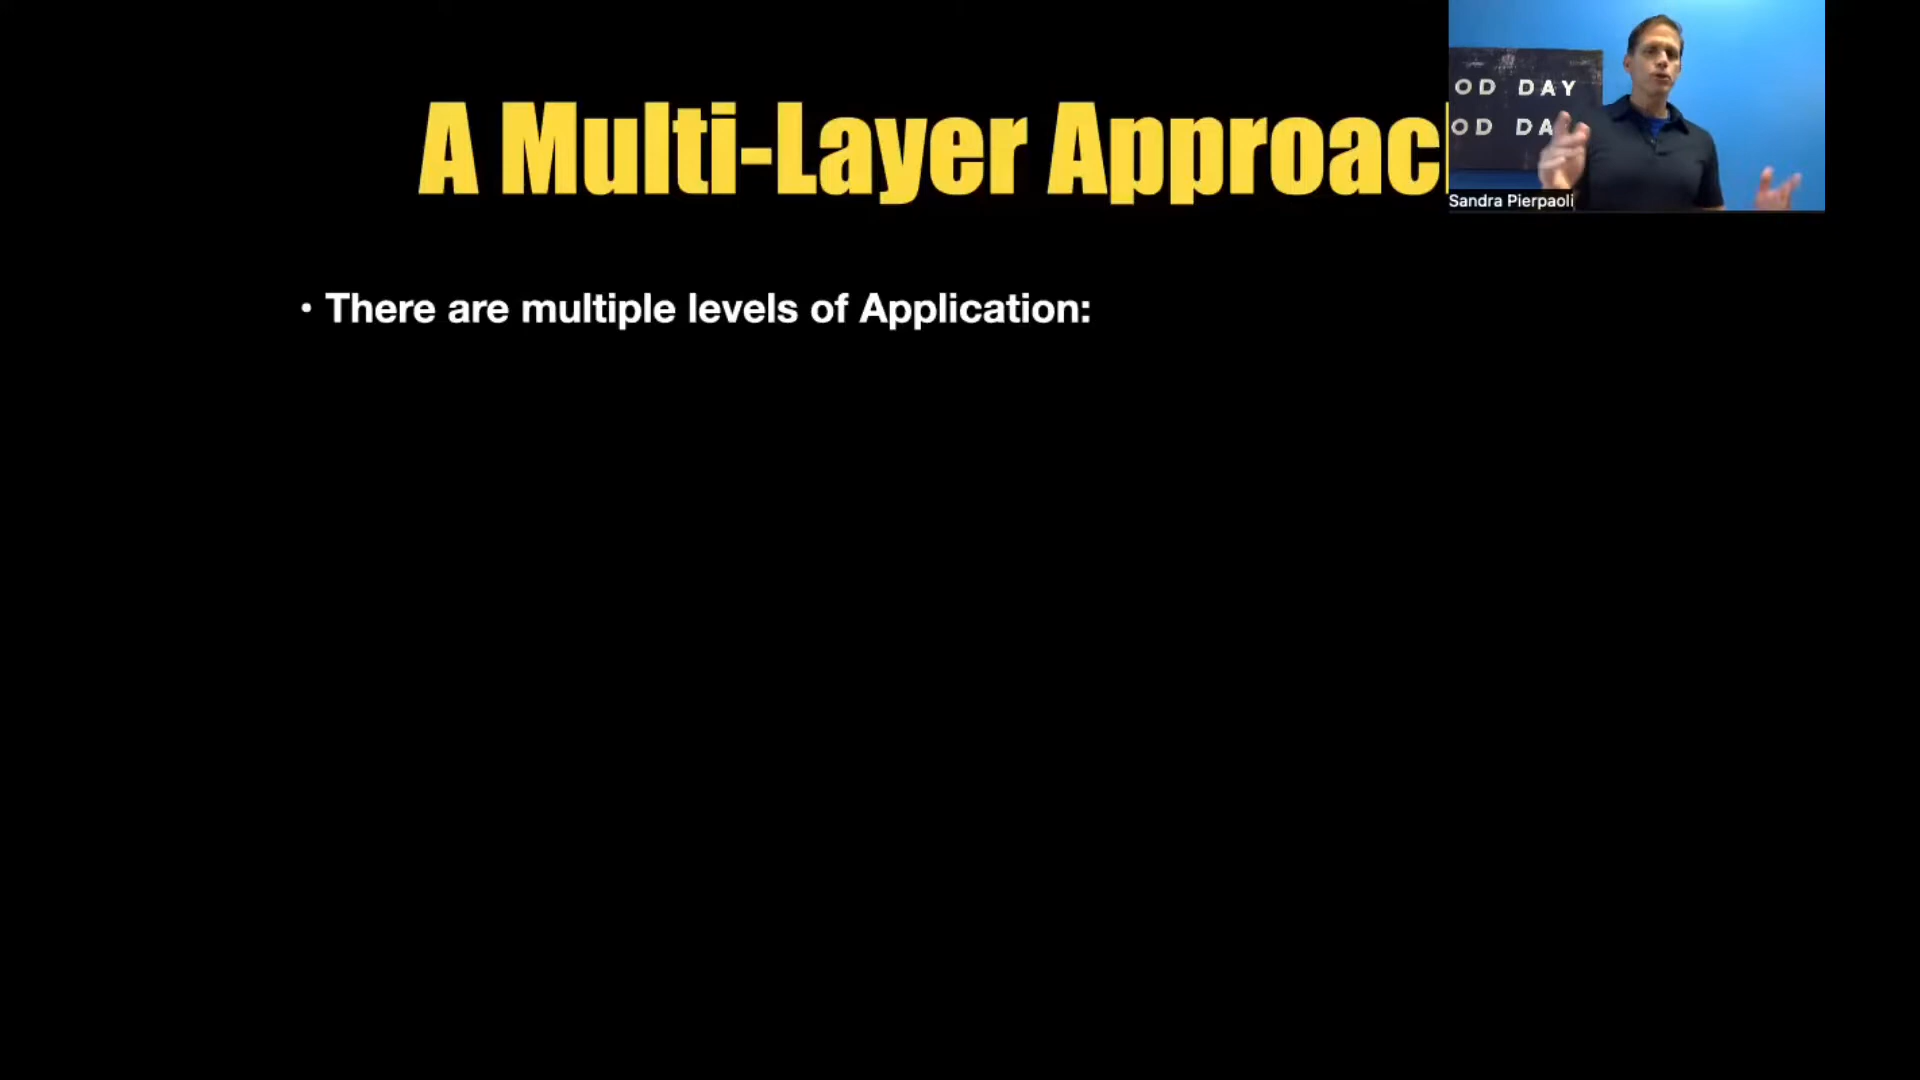 A Multi-Layer Approac
OD DAY
OD DA
Sandra Pierpaoli
• There are multiple levels of Application: